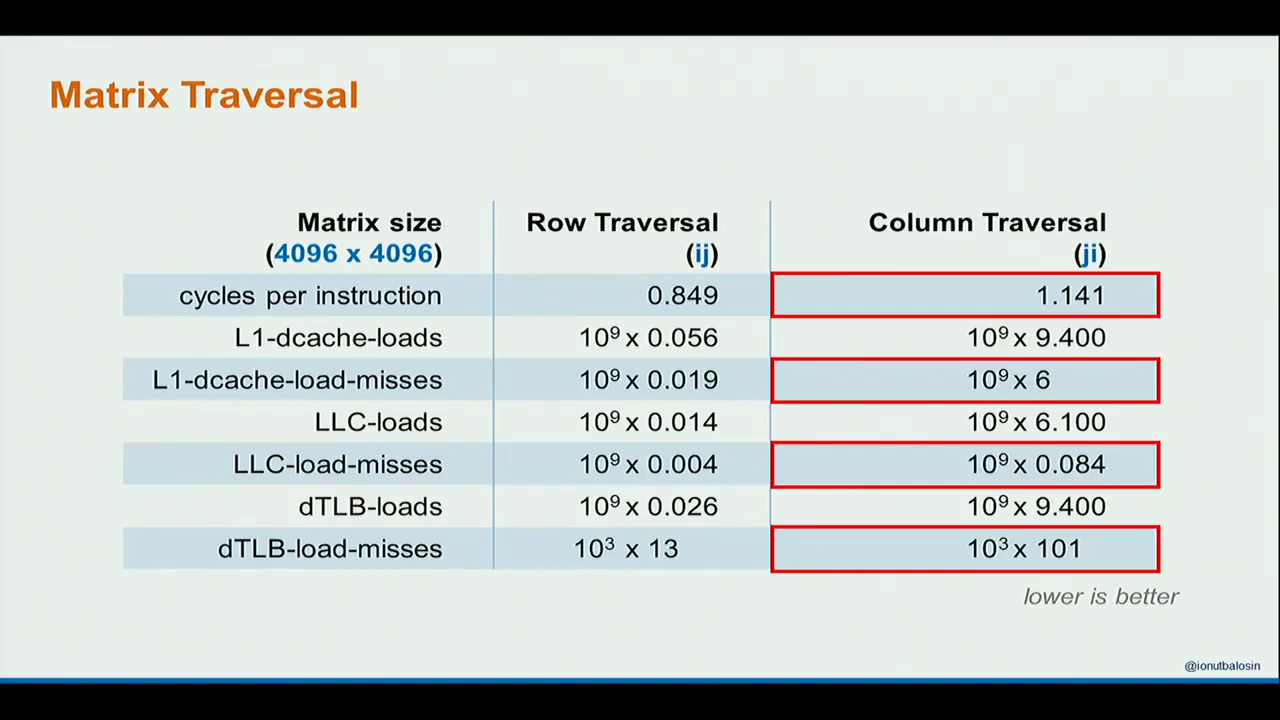 Matrix Traversal
Matrix size Row Traversal Column Traversal
(4096 x 4096) (ij) (ji)
cycles per instruction 0.849 1.141
L1-dcache-loads 10⁹ x 0.056 10⁹ x 9.400
L1-dcache-load-misses 10⁹ x 0.019 10⁹ x 6
LLC-loads 10⁹ x 0.014 10⁹ x 6.100
LLC-load-misses 10⁹ x 0.004 10⁹ x 0.084
dTLB-loads 10⁹ x 0.026 10⁹ x 9.400
dTLB-load-misses 10³ x 13 10³ x 101
lower is better
@ionutbalosin